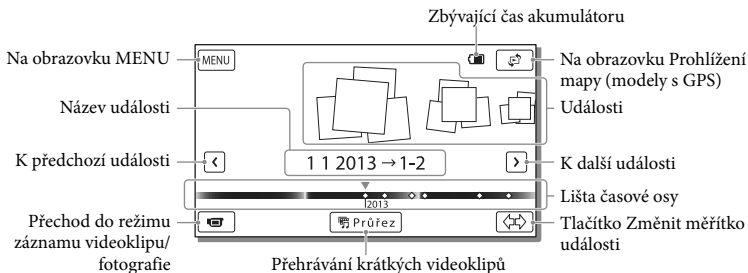 Zbývající čas akumulátoru
Na obrazovku MENU
MENU
Na obrazovku Prohlížení
mapy (modely s GPS)
Název události
Události
K předchozí události
1 1 2013 → 1-2
K další události
Lišta časové osy
2013
Přechod do režimu
záznamu videoklipu/
fotografie
Průřez
Tlačítko Změnit měřítko
události
Přehrávání krátkých videoklipů